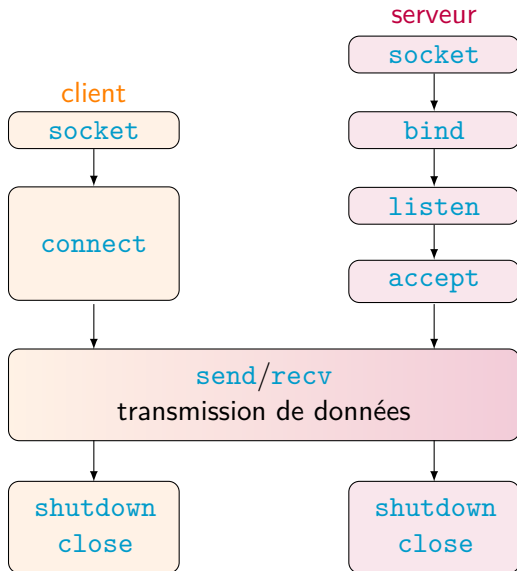 serveur
socket
client
socket
bind
connect
listen
accept
send/recv
transmission de données
shutdown
close
shutdown
close